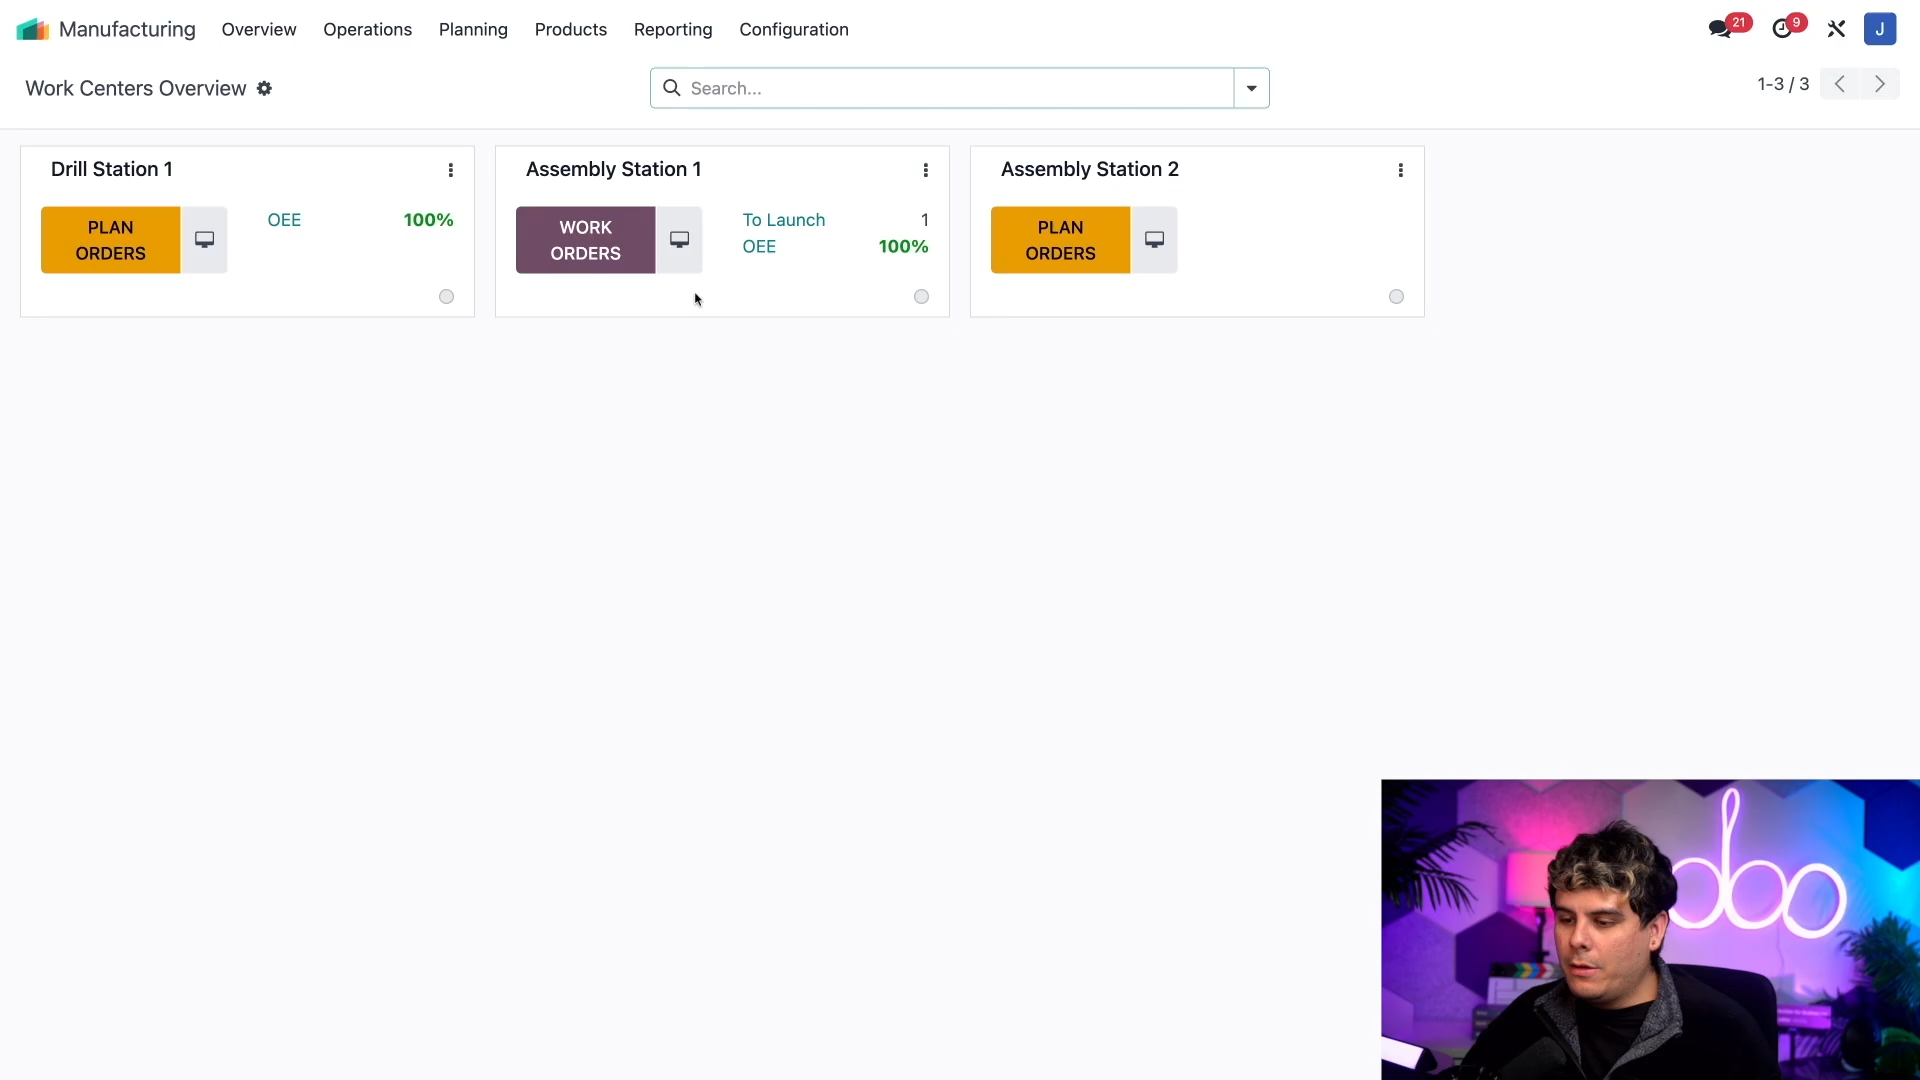 Manufacturing Overview Operations Planning Products Reporting Configuration 21 9 J
Work Centers Overview Search... 1-3 / 3
Drill Station 1
PLAN ORDERS
OEE 100%
Assembly Station 1
WORK ORDERS
To Launch 1
OEE 100%
Assembly Station 2
PLAN ORDERS
odoo